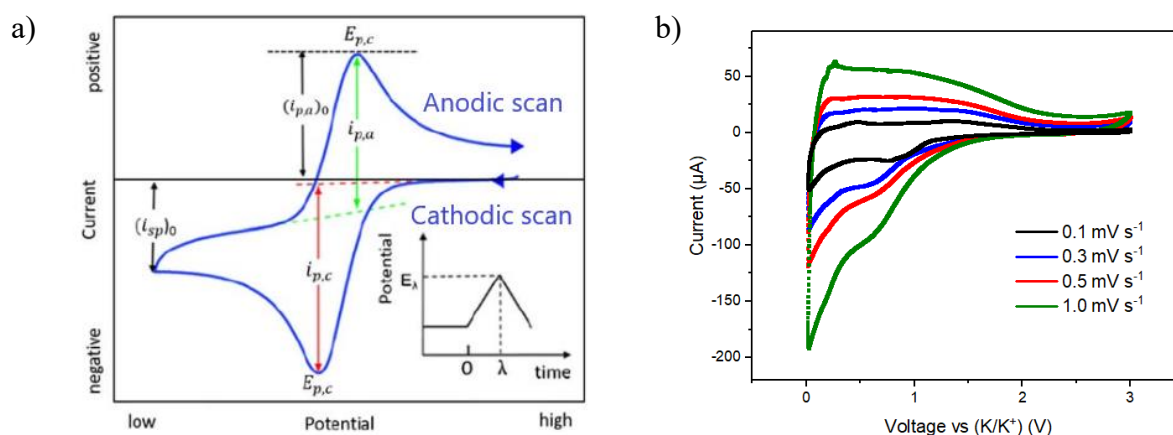 a)
positive
Current
negative
E_{p,c}
(i_{p,a})_0
Anodic scan
i_{p,a}
(i_{sp})_0
Cathodic scan
i_{p,c}
E_{p,c}
Potential
E_λ
0
λ
time
low
Potential
high
b)
Current (µA)
50
0
-50
-100
-150
-200
0.1 mV s⁻¹
0.3 mV s⁻¹
0.5 mV s⁻¹
1.0 mV s⁻¹
0
1
2
3
Voltage vs (K/K⁺) (V)